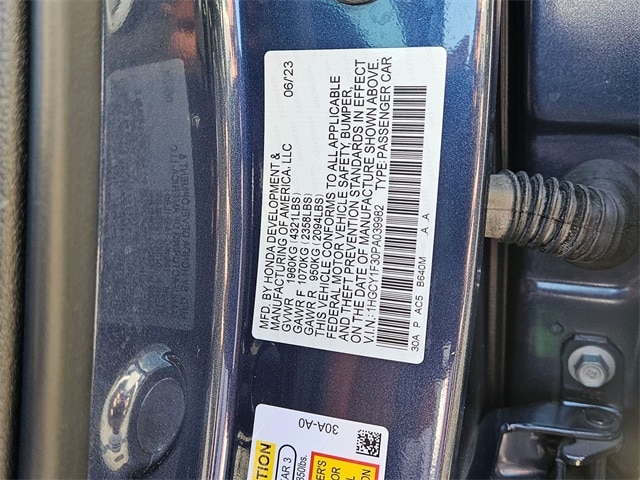 MFD. BY HONDA DEVELOPMENT & 06/23
MANUFACTURING OF AMERICA, LLC
GVWR 1960KG (4321LBS)
GAWR F 1070KG (2358LBS)
GAWR R 950KG (2094LBS)
THIS VEHICLE CONFORMS TO ALL APPLICABLE
FEDERAL MOTOR VEHICLE SAFETY, BUMPER,
AND THEFT PREVENTION STANDARDS IN EFFECT
ON THE DATE OF MANUFACTURE SHOWN ABOVE.
V.I.N.: 1HGCY1F30PA039982 TYPE: PASSENGER CAR
30A P AC5 B640M A A
30A-A0